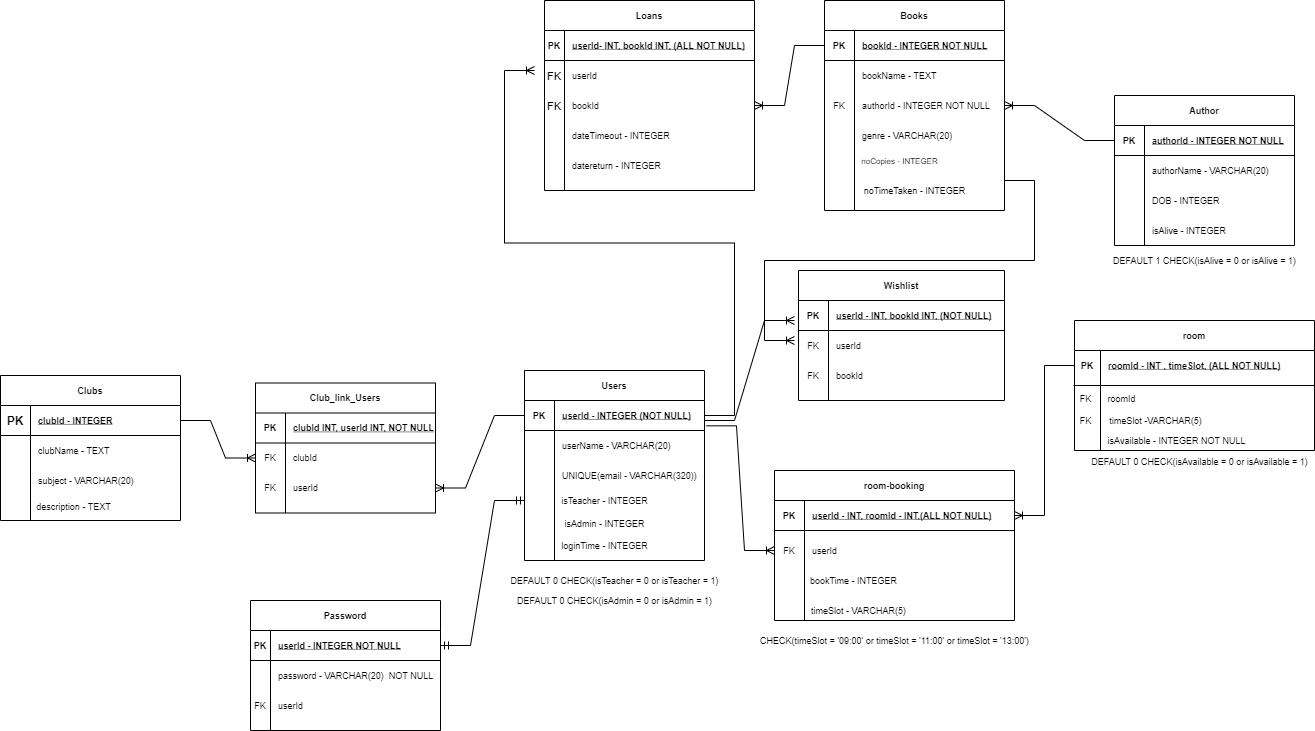 Loans
PK userId- INT, bookId INT, (ALL NOT NULL)
FK userId
FK bookId
dateTimeout - INTEGER
datereturn - INTEGER
Books
PK bookId - INTEGER NOT NULL
bookName - TEXT
FK authorId - INTEGER NOT NULL
genre - VARCHAR(20)
noCopies - INTEGER
noTimeTaken - INTEGER
Author
PK authorId - INTEGER NOT NULL
authorName - VARCHAR(20)
DOB - INTEGER
isAlive - INTEGER
DEFAULT 1 CHECK(isAlive = 0 or isAlive = 1)
Wishlist
PK userId - INT, bookId INT, (NOT NULL)
FK userId
FK bookId
room
PK roomId - INT , timeSlot, (ALL NOT NULL)
FK roomId
FK timeSlot -VARCHAR(5)
isAvailable - INTEGER NOT NULL
DEFAULT 0 CHECK(isAvailable = 0 or isAvailable = 1)
Clubs
PK clubId - INTEGER
clubName - TEXT
subject - VARCHAR(20)
description - TEXT
Club_link_Users
PK clubId INT, userId INT, NOT NULL
FK clubId
FK userId
Users
PK userId - INTEGER (NOT NULL)
userName - VARCHAR(20)
UNIQUE(email - VARCHAR(320))
isTeacher - INTEGER
isAdmin - INTEGER
loginTime - INTEGER
DEFAULT 0 CHECK(isTeacher = 0 or isTeacher = 1)
DEFAULT 0 CHECK(isAdmin = 0 or isAdmin = 1)
room-booking
PK userId - INT, roomId - INT,(ALL NOT NULL)
FK userId
bookTime - INTEGER
timeSlot - VARCHAR(5)
CHECK(timeSlot = '09:00' or timeSlot = '11:00' or timeSlot = '13:00')
Password
PK userId - INTEGER NOT NULL
password - VARCHAR(20) NOT NULL
FK userId